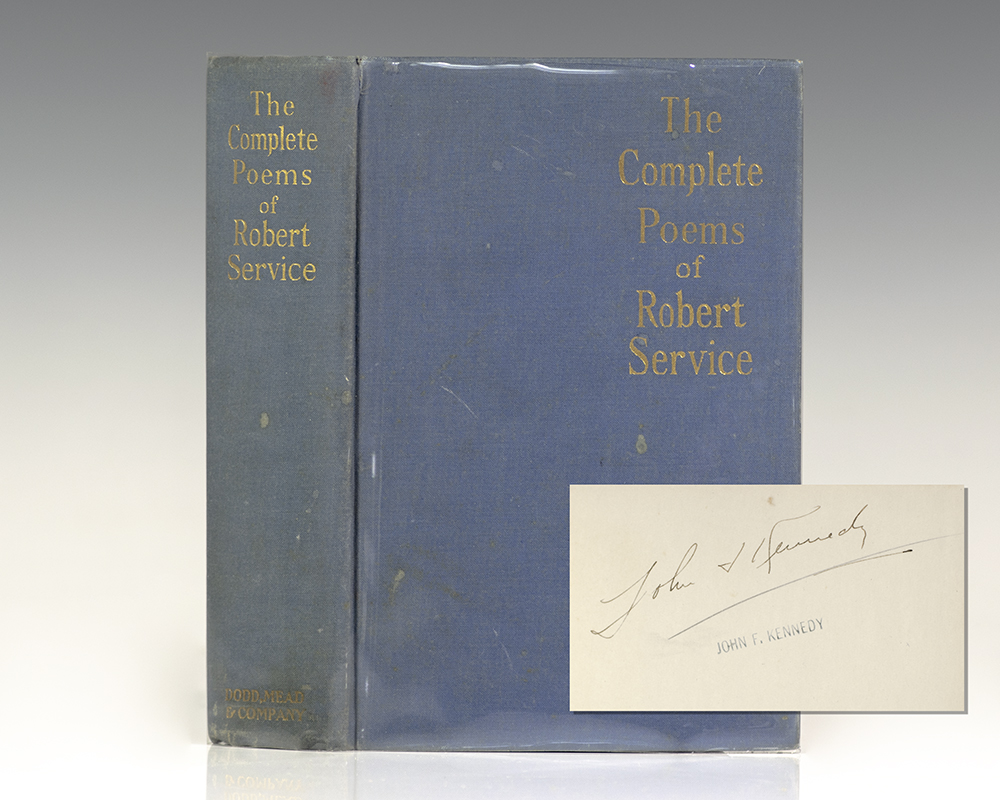 The
Complete
Poems
of
Robert
Service
DODD, MEAD
& COMPANY
The
Complete
Poems
of
Robert
Service
John F Kennedy
JOHN F. KENNEDY